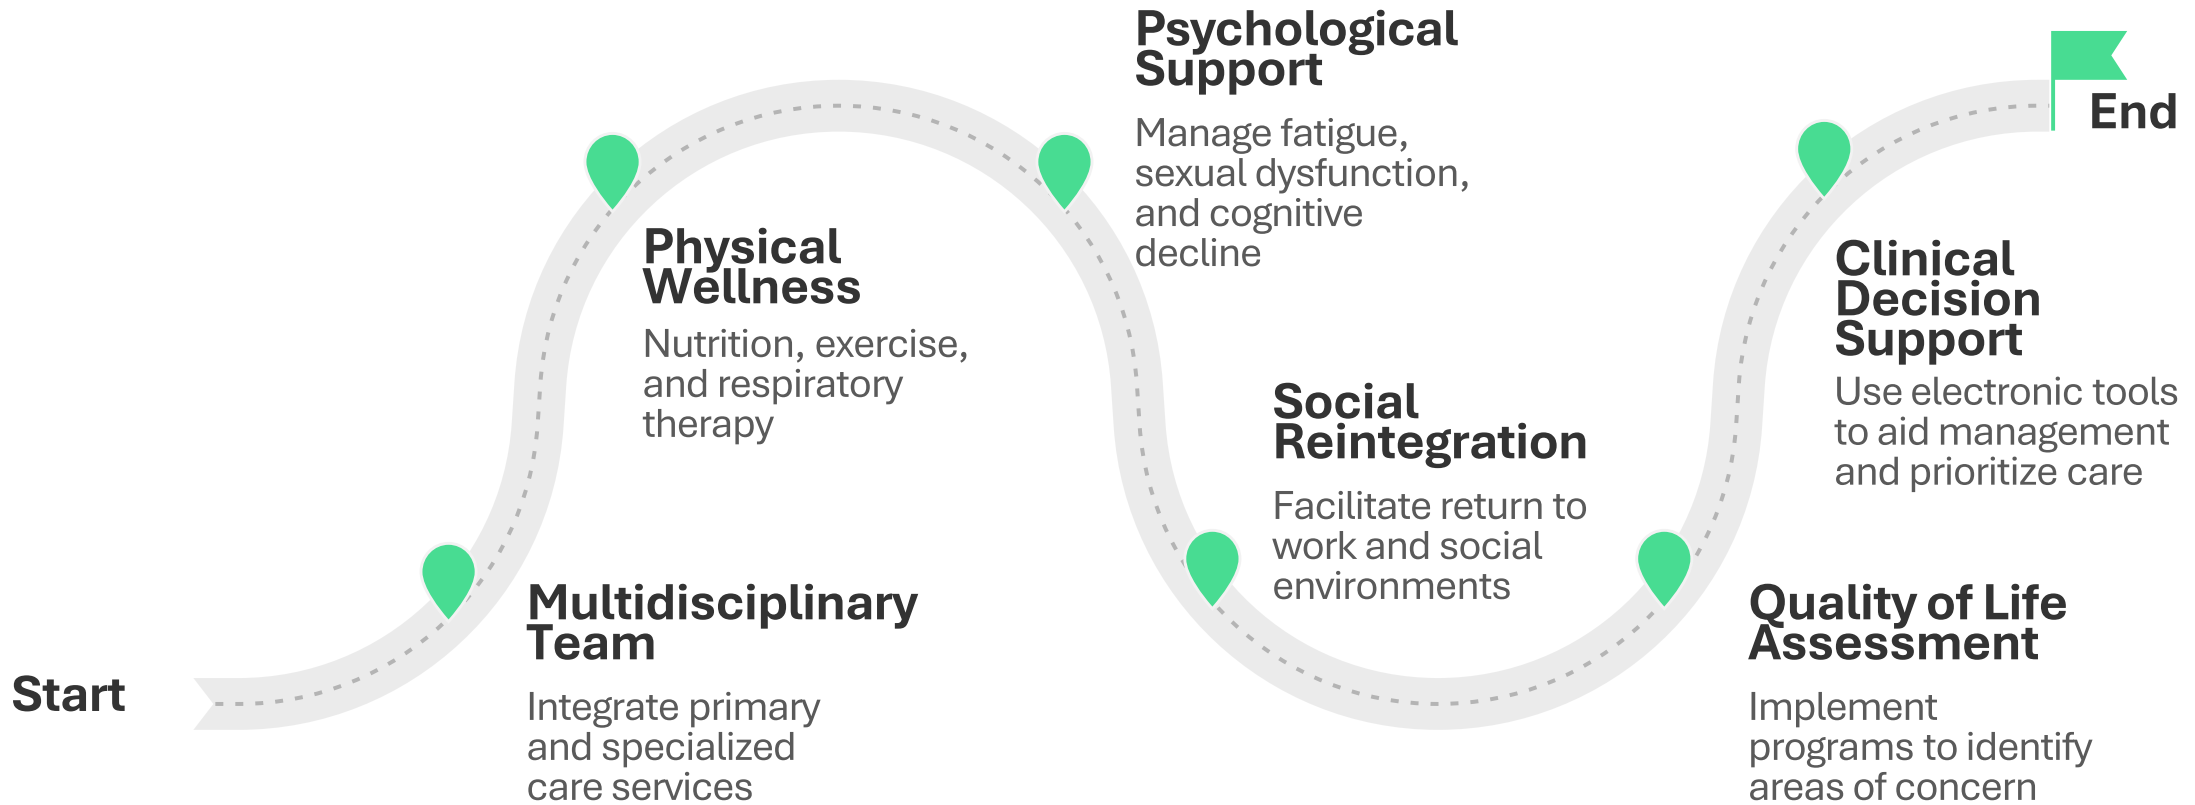 Start
Multidisciplinary
Team
Integrate primary
and specialized
care services
Physical
Wellness
Nutrition, exercise,
and respiratory
therapy
Psychological
Support
Manage fatigue,
sexual dysfunction,
and cognitive
decline
Social
Reintegration
Facilitate return to
work and social
environments
Quality of Life
Assessment
Implement
programs to identify
areas of concern
Clinical
Decision
Support
Use electronic tools
to aid management
and prioritize care
End